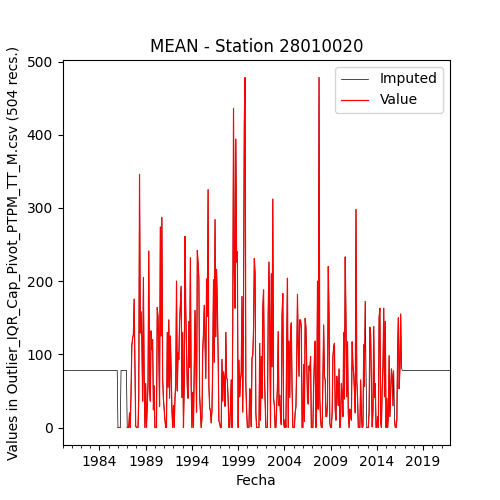 MEAN - Station 28010020
Values in Outlier_IQR_Cap_Pivot_PTPM_TT_M.csv (504 recs.)
500
400
300
200
100
0
Imputed
Value
1984 1989 1994 1999 2004 2009 2014 2019
Fecha